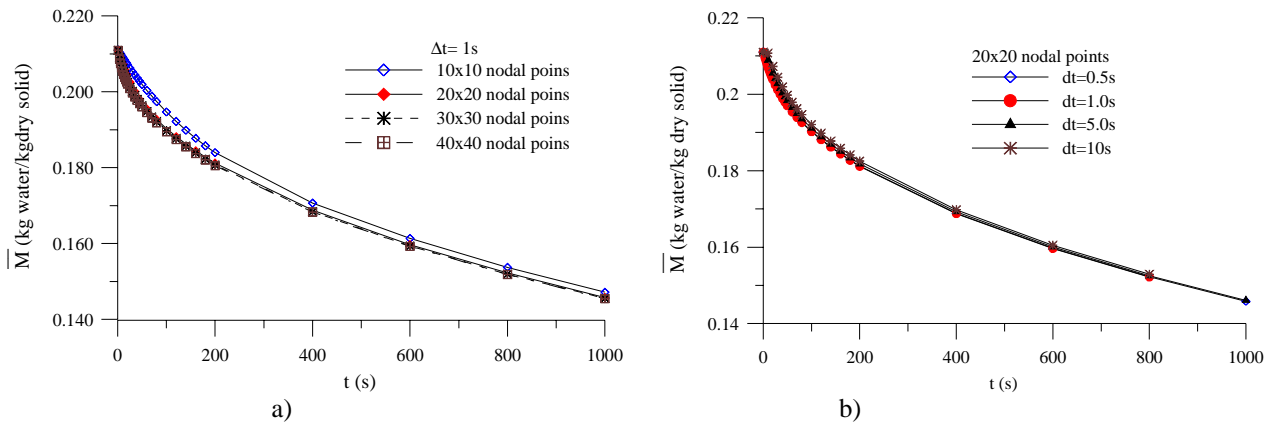 0.220
0.200
0.180
0.160
0.140
M (kg water/kgdry solid)
Δt= 1s
10x10 nodal poins
20x20 nodal poins
30x30 nodal poins
40x40 nodal poins
0 200 400 600 800 1000
t (s)
a)
0.22
0.2
0.18
0.16
0.14
M (kg water/kg dry solid)
20x20 nodal points
dt=0.5s
dt=1.0s
dt=5.0s
dt=10s
0 200 400 600 800 1000
t (s)
b)